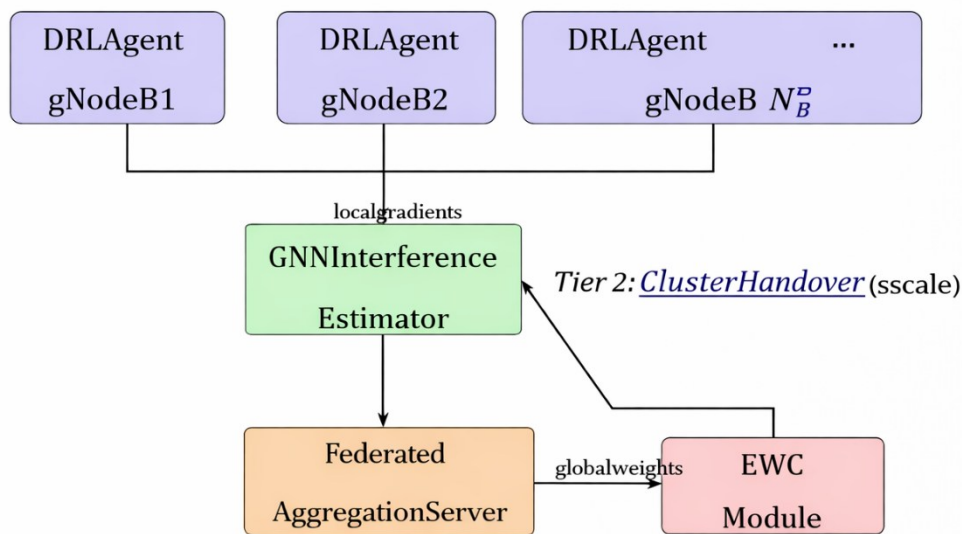 DRLAgent
gNodeB1
DRLAgent
gNodeB2
DRLAgent ...
gNodeB N_B
localgradients
GNNInterference
Estimator
Tier 2: ClusterHandover (sscale)
Federated
AggregationServer
globalweights
EWC
Module